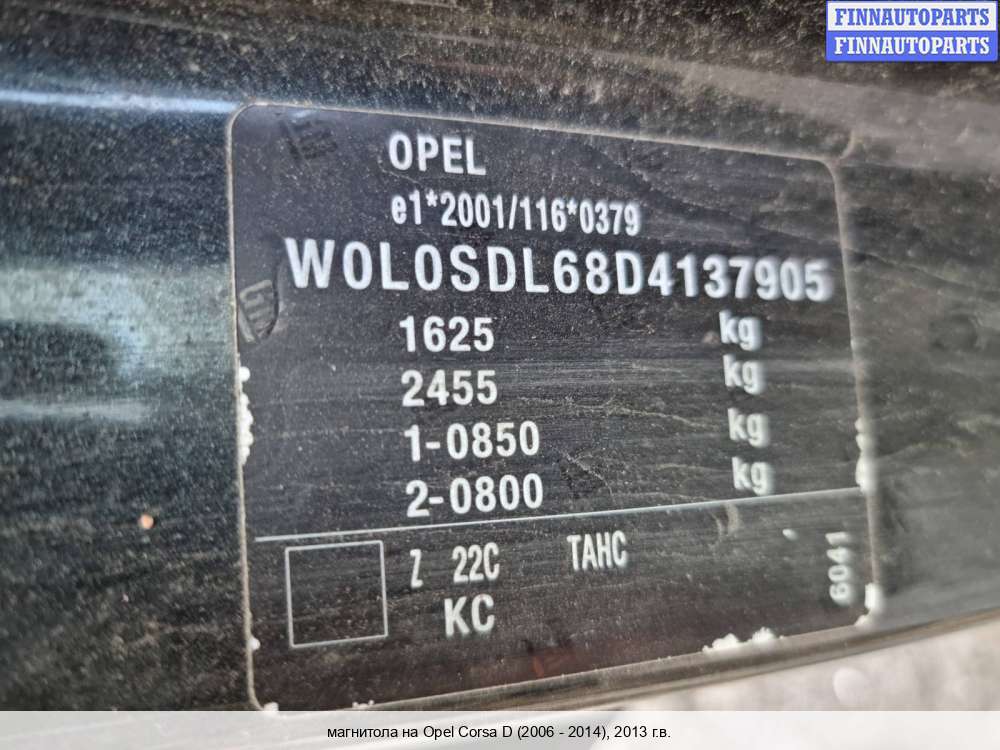 FINNAUTOPARTS
FINNAUTOPARTS
OPEL
e1*2001/116*0379
W0L0SDL68D4137905
1625 kg
2455 kg
1-0850 kg
2-0800 kg
Z 22C TAHC
KC
6041
магнитола на Opel Corsa D (2006 - 2014), 2013 г.в.